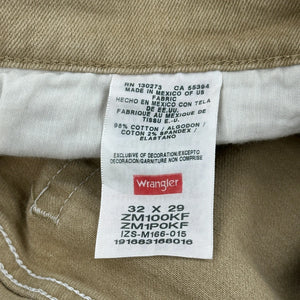 RN 130273 CA 55394
MADE IN MEXICO OF US
FABRIC
HECHO EN MEXICO CON TELA
DE EE.UU.
FABRIQUE AU MEXIQUE DE
TISSU E.-U.
98% COTTON / ALGODON /
COTON 2% SPANDEX /
ELASTANO
EXCLUSIVE OF DECORATION/EXCEPTO
DECORACION/GARNITURE NON COMPRISE
Wrangler
32 X 29
ZM100KF
ZM1P0KF
IZS-M166-015
191683168016